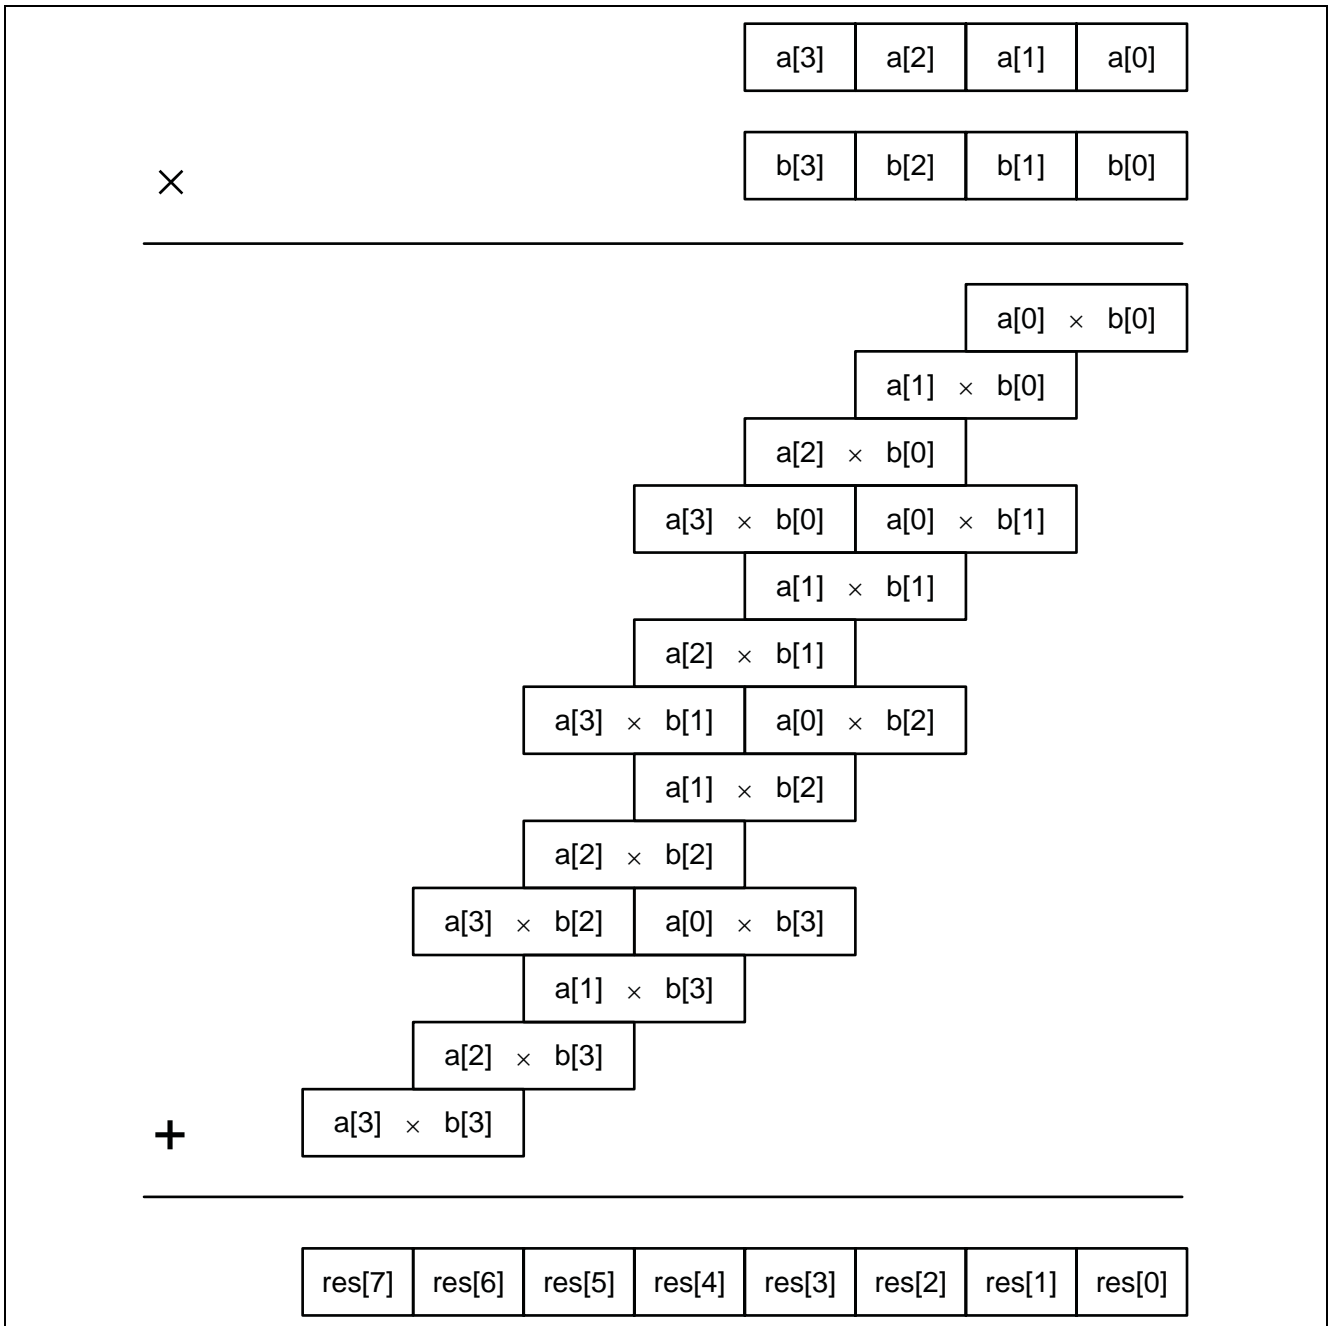 a[3] a[2] a[1] a[0]
b[3] b[2] b[1] b[0]
×
a[0] × b[0]
a[1] × b[0]
a[2] × b[0]
a[3] × b[0] a[0] × b[1]
a[1] × b[1]
a[2] × b[1]
a[3] × b[1] a[0] × b[2]
a[1] × b[2]
a[2] × b[2]
a[3] × b[2] a[0] × b[3]
a[1] × b[3]
a[2] × b[3]
a[3] × b[3]
+
res[7] res[6] res[5] res[4] res[3] res[2] res[1] res[0]